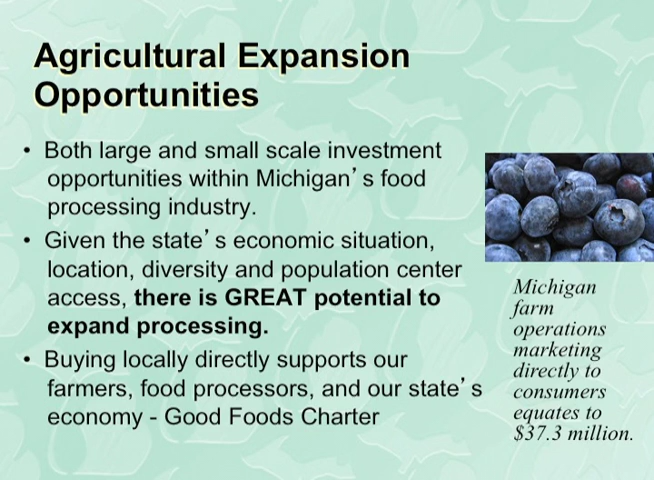 Agricultural Expansion
Opportunities
• Both large and small scale investment
opportunities within Michigan’s food
processing industry.
• Given the state’s economic situation,
location, diversity and population center
access, there is GREAT potential to
expand processing.
• Buying locally directly supports our
farmers, food processors, and our state’s
economy - Good Foods Charter
Michigan
farm
operations
marketing
directly to
consumers
equates to
$37.3 million.